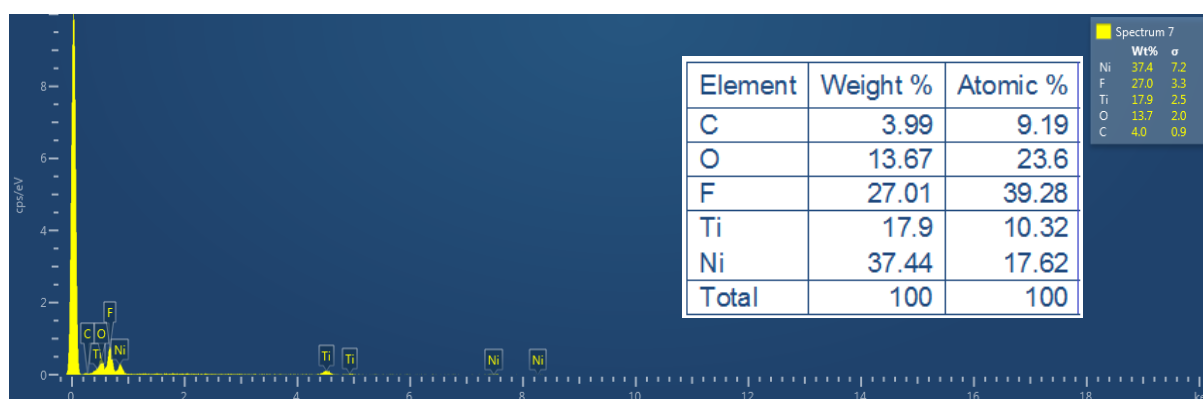 Spectrum 7
Wt% σ
Ni 37.4 7.2
F 27.0 3.3
Ti 17.9 2.5
O 13.7 2.0
C 4.0 0.9
Element Weight % Atomic %
C 3.99 9.19
O 13.67 23.6
F 27.01 39.28
Ti 17.9 10.32
Ni 37.44 17.62
Total 100 100
cps/eV
8
6
4
2
0
F
C O
Ti Ni
Ti Ti
Ni Ni
0 2 4 6 8 10 12 14 16 18